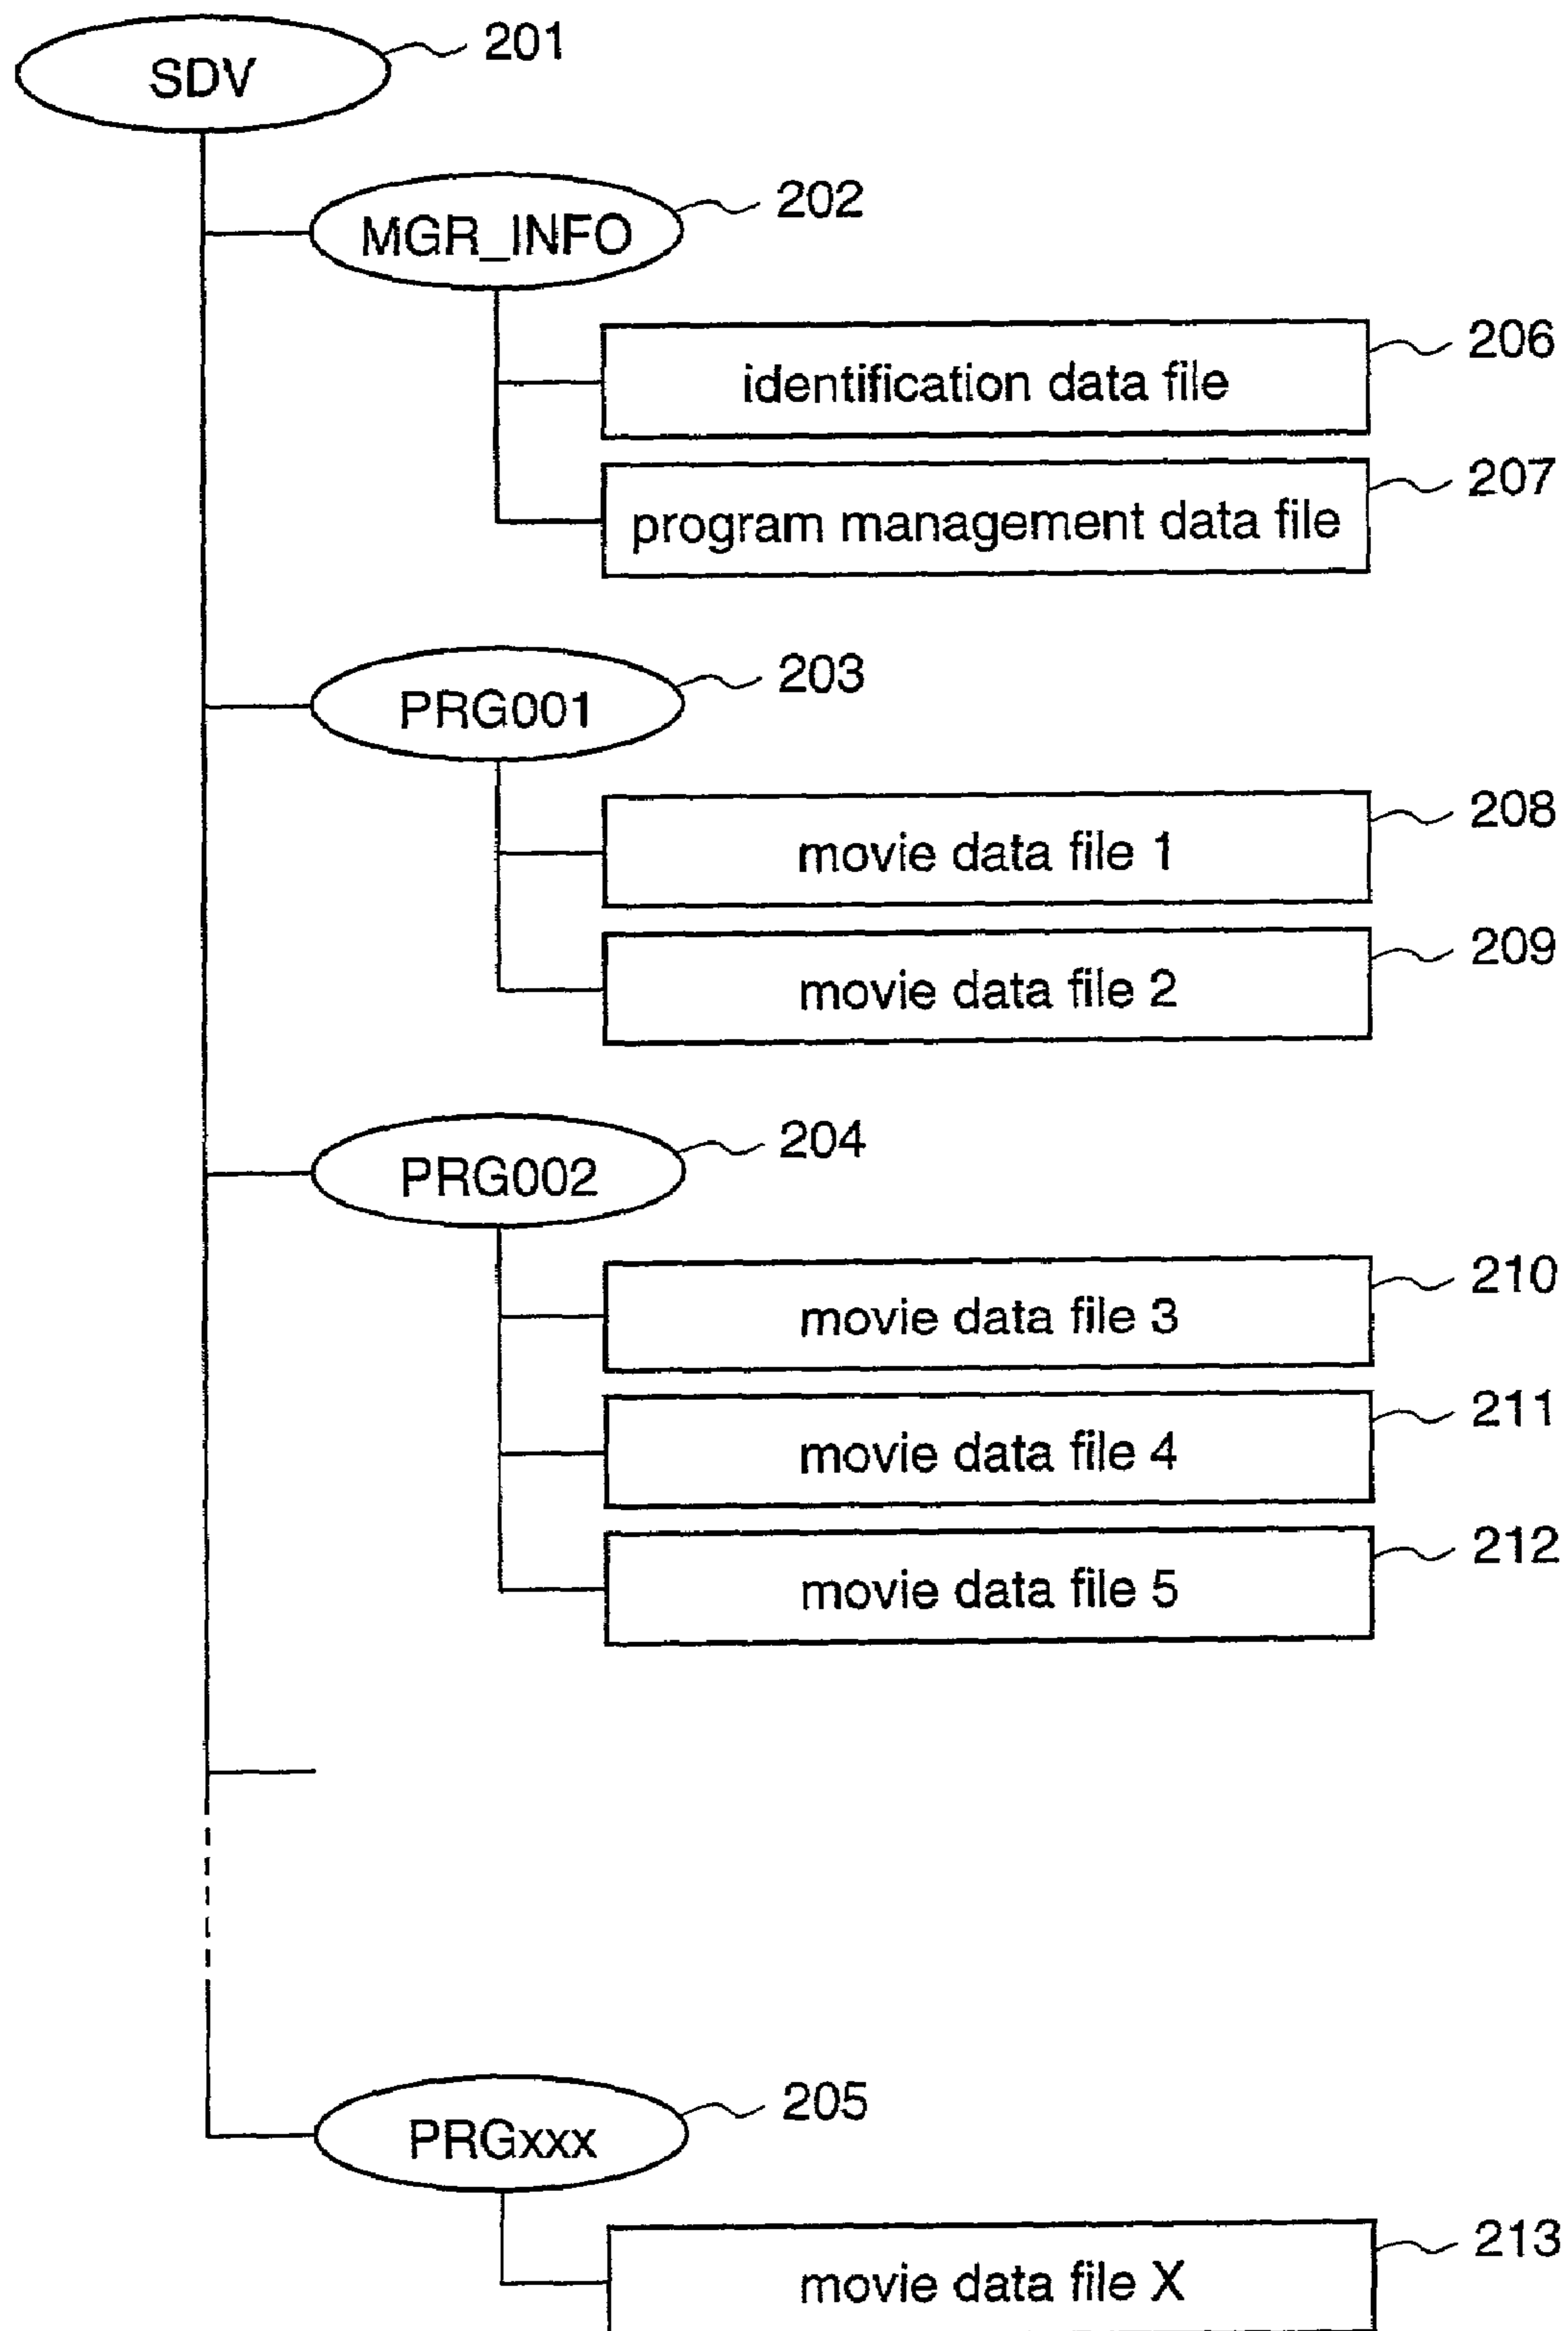 SDV 201
MGR_INFO 202
identification data file 206
program management data file 207
PRG001 203
movie data file 1 208
movie data file 2 209
PRG002 204
movie data file 3 210
movie data file 4 211
movie data file 5 212
PRGxxx 205
movie data file X 213